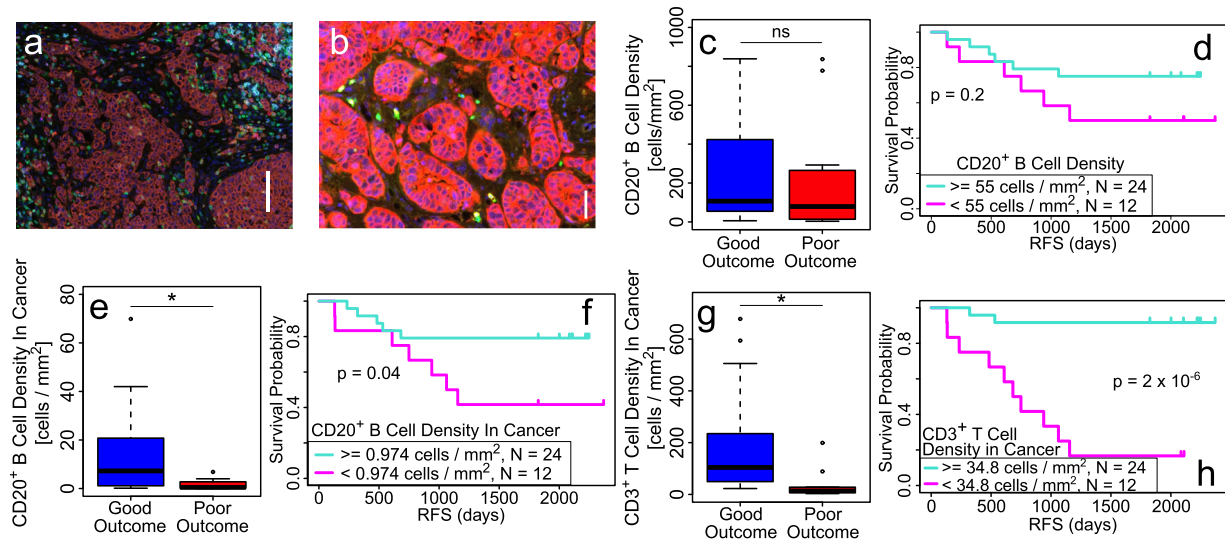 a
b
c
CD20⁺ B Cell Density
[cells/mm²]
1000
600
200
0
ns
Good
Outcome
Poor
Outcome
d
Survival Probability
0.8
0.4
0.0
p = 0.2
CD20⁺ B Cell Density
>= 55 cells / mm², N = 24
< 55 cells / mm², N = 12
0 500 1000 2000
RFS (days)
e
CD20⁺ B Cell Density In Cancer
[cells / mm²]
80
60
40
20
0
*
Good
Outcome
Poor
Outcome
f
Survival Probability
0.8
0.4
0.0
p = 0.04
CD20⁺ B Cell Density In Cancer
>= 0.974 cells / mm², N = 24
< 0.974 cells / mm², N = 12
0 500 1000 2000
RFS (days)
g
CD3⁺ T Cell Density In Cancer
[cells / mm²]
600
400
200
0
*
Good
Outcome
Poor
Outcome
h
Survival Probability
0.8
0.4
0.0
p = 2 x 10⁻⁶
CD3⁺ T Cell
Density in Cancer
>= 34.8 cells / mm², N = 24
< 34.8 cells / mm², N = 12
0 500 1000 2000
RFS (days)